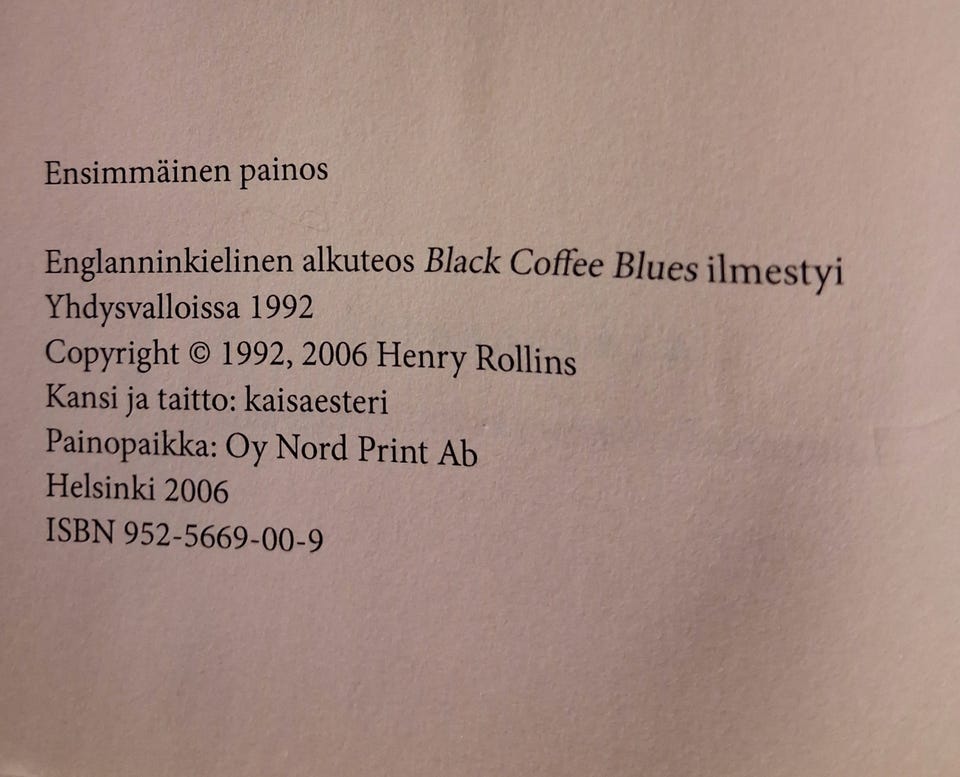 Ensimmäinen painos
Englanninkielinen alkuteos Black Coffee Blues ilmestyi
Yhdysvalloissa 1992
Copyright © 1992, 2006 Henry Rollins
Kansi ja taitto: kaisaesteri
Painopaikka: Oy Nord Print Ab
Helsinki 2006
ISBN 952-5669-00-9